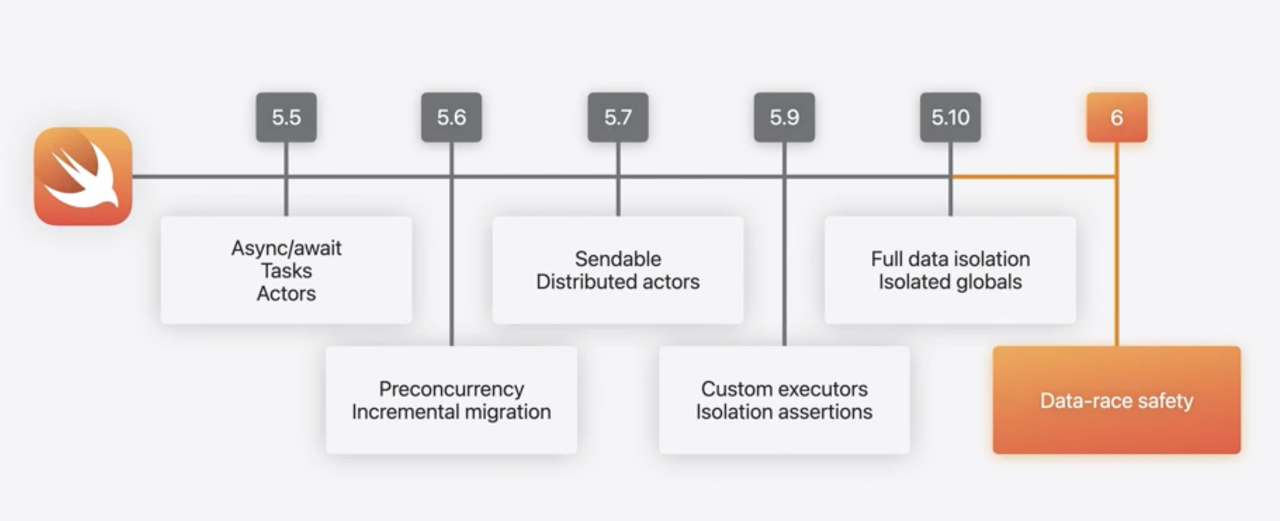 5.5
5.6
5.7
5.9
5.10
6
Async/await
Tasks
Actors
Sendable
Distributed actors
Full data isolation
Isolated globals
Preconcurrency
Incremental migration
Custom executors
Isolation assertions
Data-race safety